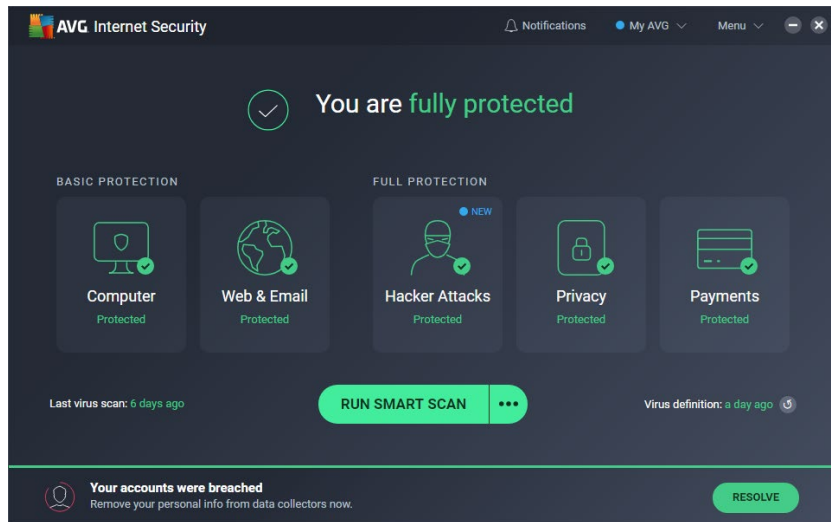 AVG Internet Security
Notifications
My AVG
Menu
You are fully protected
BASIC PROTECTION
FULL PROTECTION
NEW
Computer
Protected
Web & Email
Protected
Hacker Attacks
Protected
Privacy
Protected
Payments
Protected
Last virus scan: 6 days ago
RUN SMART SCAN
Virus definition: a day ago
Your accounts were breached
Remove your personal info from data collectors now.
RESOLVE